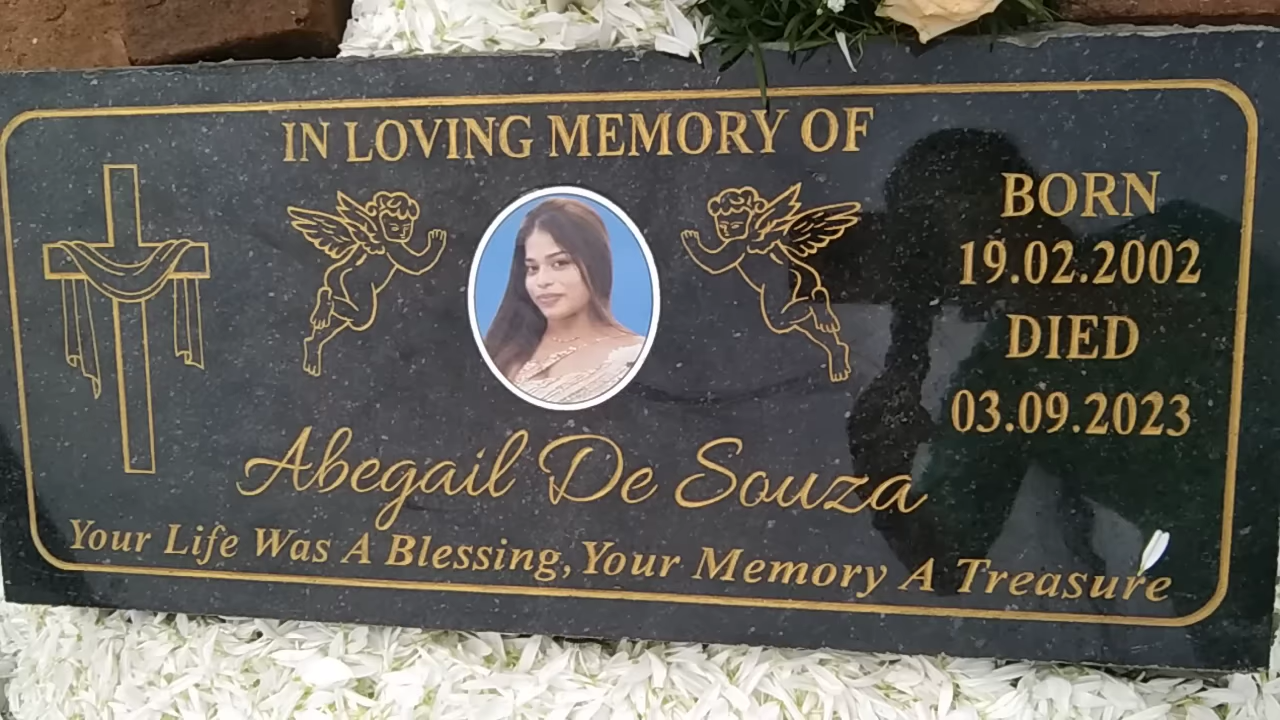 IN LOVING MEMORY OF
BORN
19.02.2002
DIED
03.09.2023
Abegail De Souza
Your Life Was A Blessing, Your Memory A Treasure